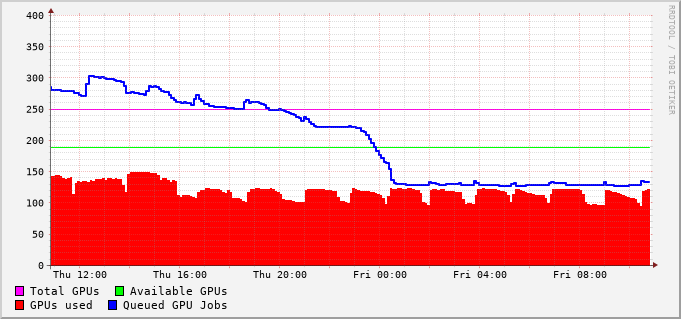 RRDTOOL / TOBI OETIKER
400
350
300
250
200
150
100
50
0
Thu 12:00 Thu 16:00 Thu 20:00 Fri 00:00 Fri 04:00 Fri 08:00
Total GPUs Available GPUs
GPUs used Queued GPU Jobs